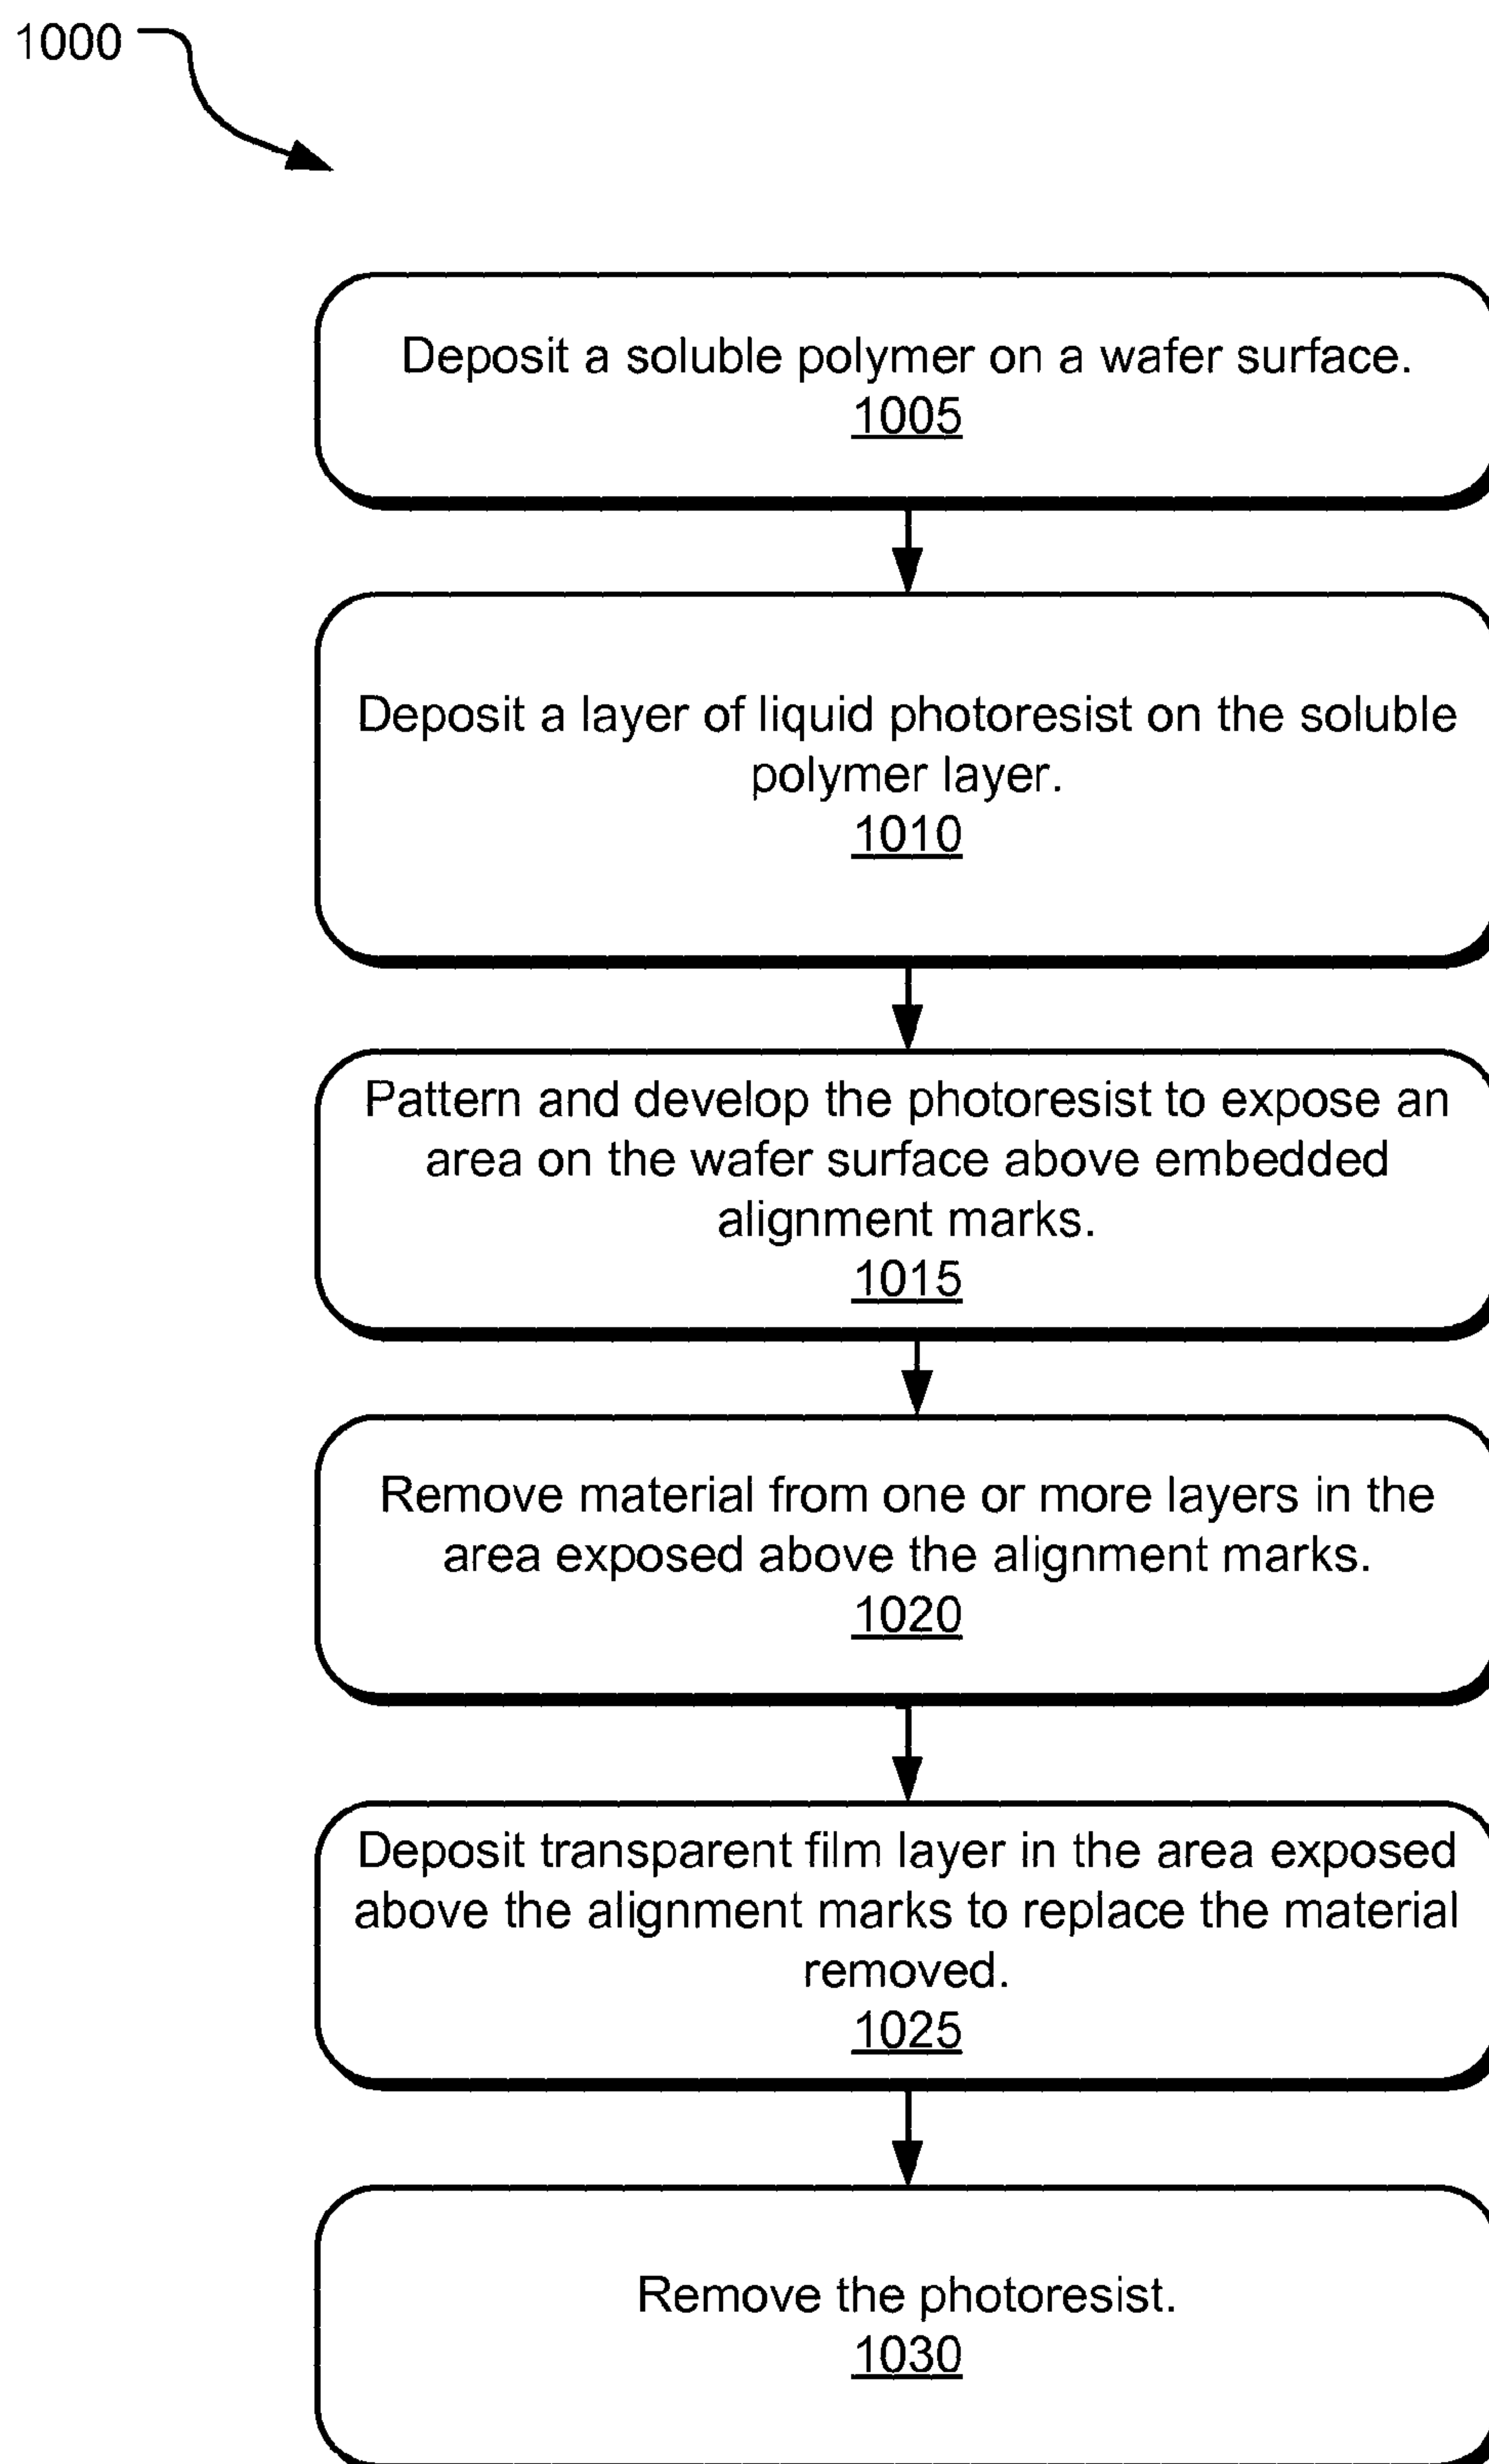 1000
Deposit a soluble polymer on a wafer surface.
1005
Deposit a layer of liquid photoresist on the soluble
polymer layer.
1010
Pattern and develop the photoresist to expose an
area on the wafer surface above embedded
alignment marks.
1015
Remove material from one or more layers in the
area exposed above the alignment marks.
1020
Deposit transparent film layer in the area exposed
above the alignment marks to replace the material
removed.
1025
Remove the photoresist.
1030